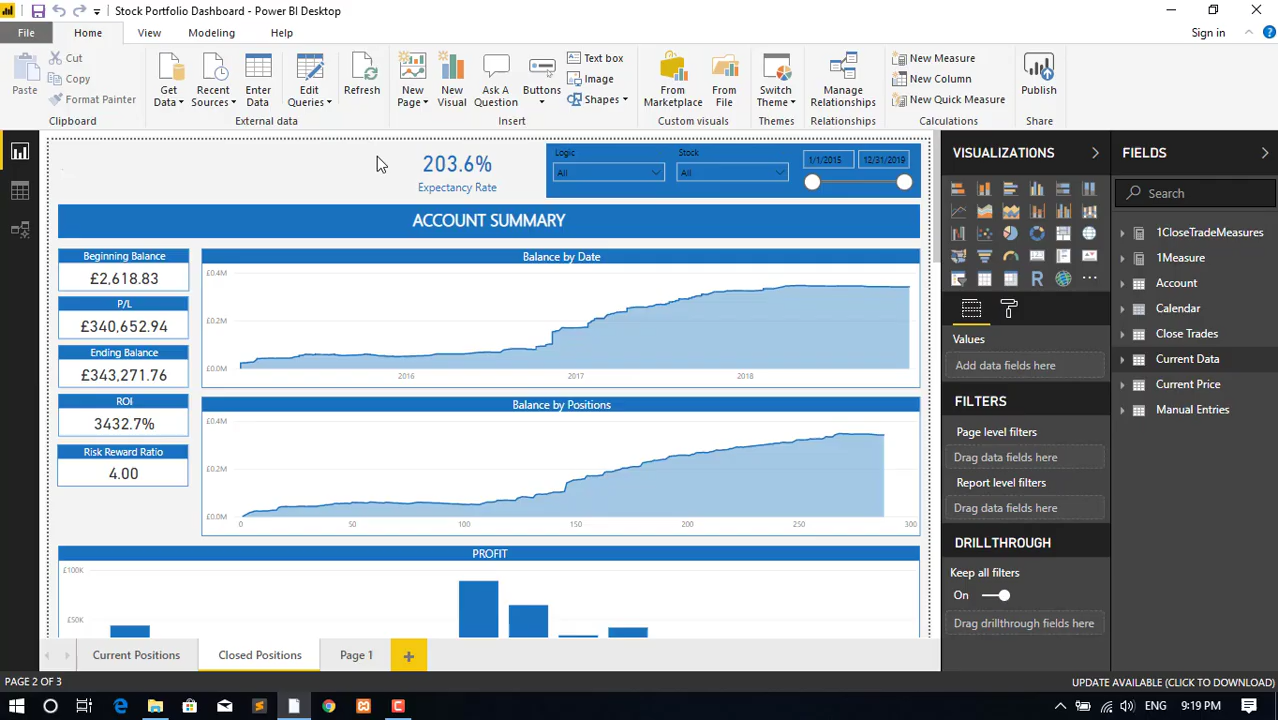 Stock Portfolio Dashboard - Power BI Desktop
File Home View Modeling Help Sign in
Paste
Cut
Copy
Format Painter
Clipboard
Get Data
Recent Sources
Enter Data
External data
Edit Queries
Refresh
New Page
New Visual
Ask A Question
Buttons
Text box
Image
Shapes
Insert
From Marketplace
From File
Custom visuals
Switch Theme
Themes
Manage Relationships
Relationships
New Measure
New Column
New Quick Measure
Calculations
Publish
Share
203.6%
Expectancy Rate
Logic
All
Stock
All
1/1/2015 12/31/2019
ACCOUNT SUMMARY
Beginning Balance
£2,618.83
P/L
£340,652.94
Ending Balance
£343,271.76
ROI
3432.7%
Risk Reward Ratio
4.00
Balance by Date
£0.4M
£0.2M
£0.0M
2016 2017 2018
Balance by Positions
£0.4M
£0.2M
£0.0M
0 50 100 150 200 250 300
PROFIT
£100K
£50K
VISUALIZATIONS
R
Values
Add data fields here
FILTERS
Page level filters
Drag data fields here
Report level filters
Drag data fields here
DRILLTHROUGH
Keep all filters
On
Drag drillthrough fields here
FIELDS
Search
1CloseTradeMeasures
1Measure
Account
Calendar
Close Trades
Current Data
Current Price
Manual Entries
Current Positions Closed Positions Page 1
PAGE 2 OF 3
UPDATE AVAILABLE (CLICK TO DOWNLOAD)
ENG 9:19 PM